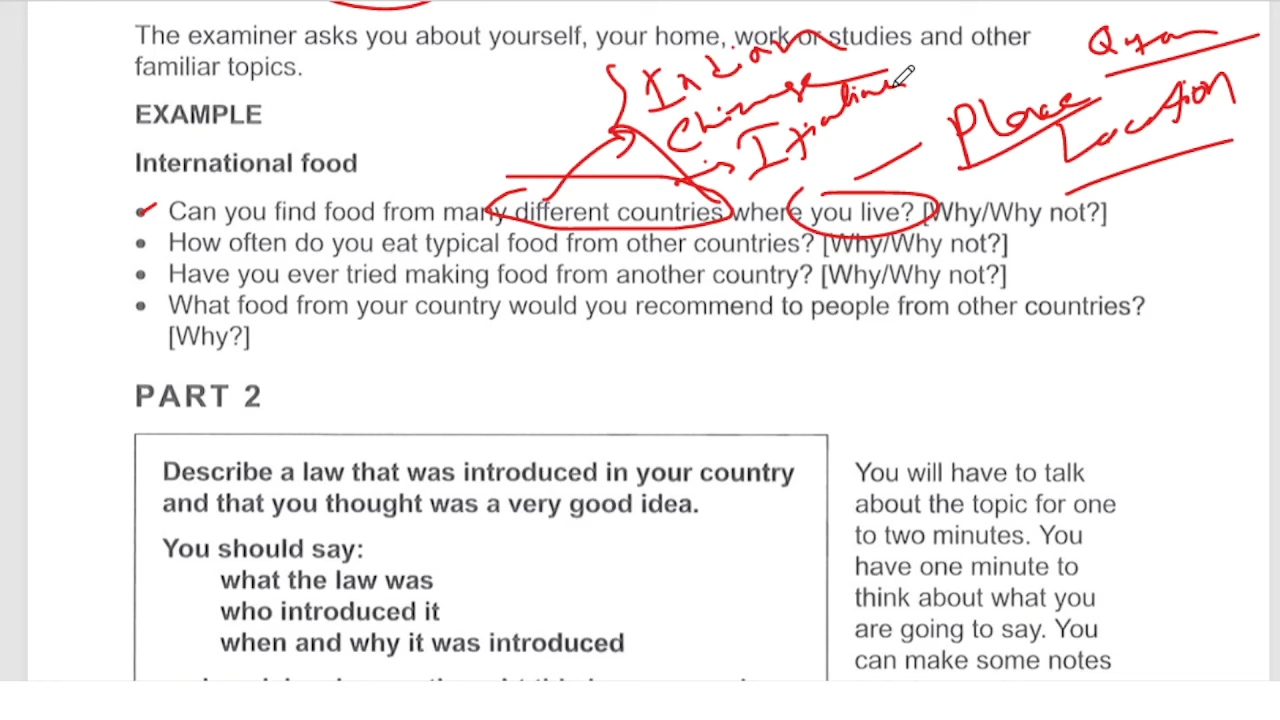 The examiner asks you about yourself, your home, work or studies and other
familiar topics.
Indian
Chinese
Place
Location
EXAMPLE
International food
• Can you find food from many different countries where you live? [Why/Why not?]
• How often do you eat typical food from other countries? [Why/Why not?]
• Have you ever tried making food from another country? [Why/Why not?]
• What food from your country would you recommend to people from other countries?
[Why?]
PART 2
Describe a law that was introduced in your country
and that you thought was a very good idea.
You should say:
what the law was
who introduced it
when and why it was introduced
You will have to talk
about the topic for one
to two minutes. You
have one minute to
think about what you
are going to say. You
can make some notes